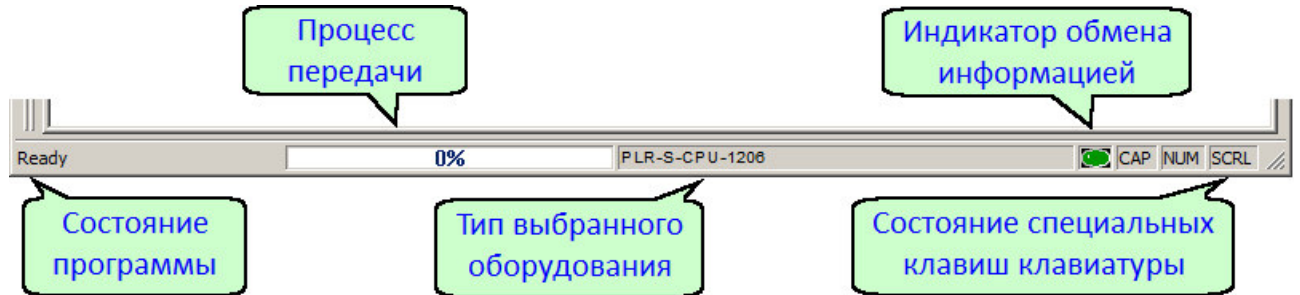 Процесс
передачи
Индикатор обмена
информацией
Ready 0% PLR-S-CPU-1206 CAP NUM SCRL
Состояние
программы
Тип выбранного
оборудования
Состояние специальных
клавиш клавиатуры